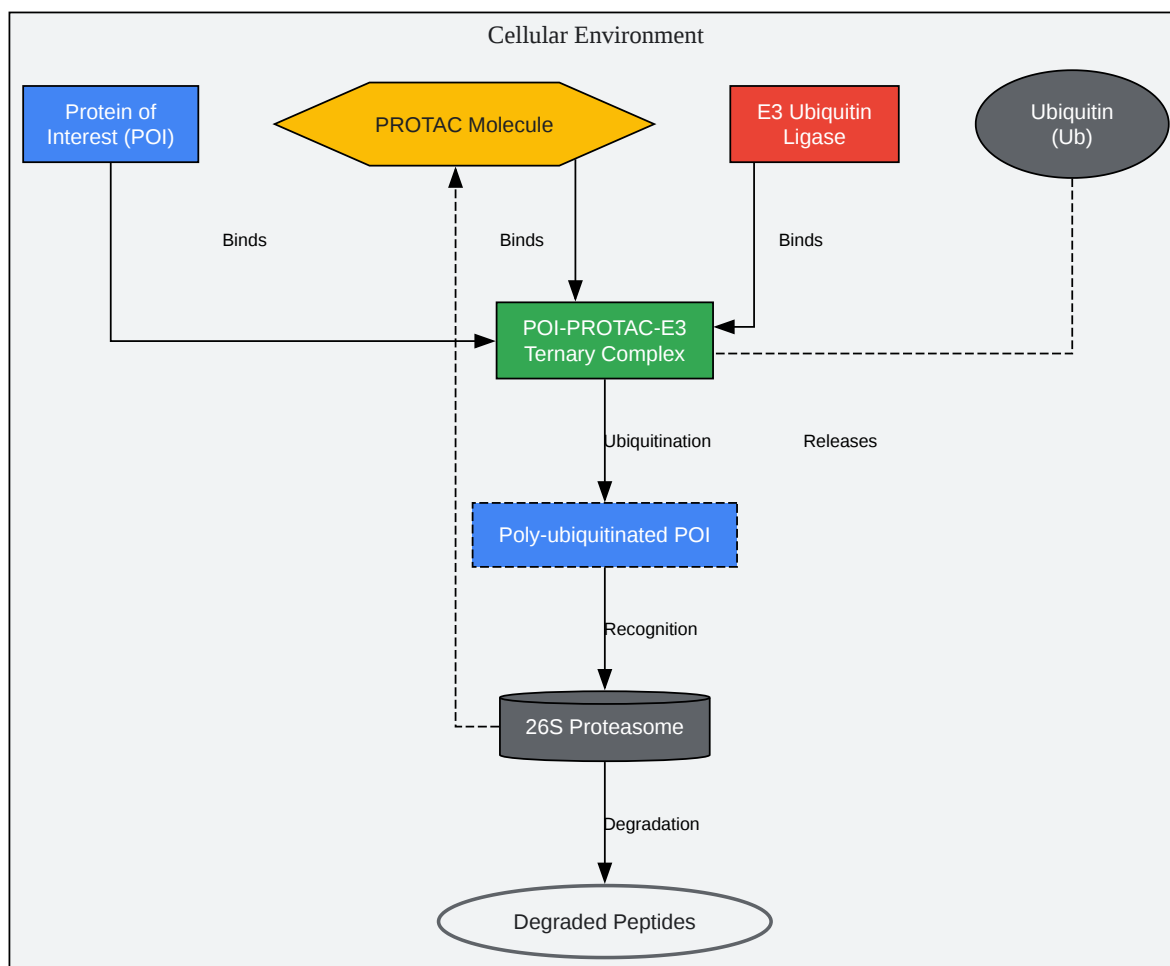 Cellular Environment
Protein of
Interest (POI)
PROTAC Molecule
E3 Ubiquitin
Ligase
Ubiquitin
(Ub)
Binds
Binds
Binds
POI-PROTAC-E3
Ternary Complex
Ubiquitination
Releases
Poly-ubiquitinated POI
Recognition
26S Proteasome
Degradation
Degraded Peptides